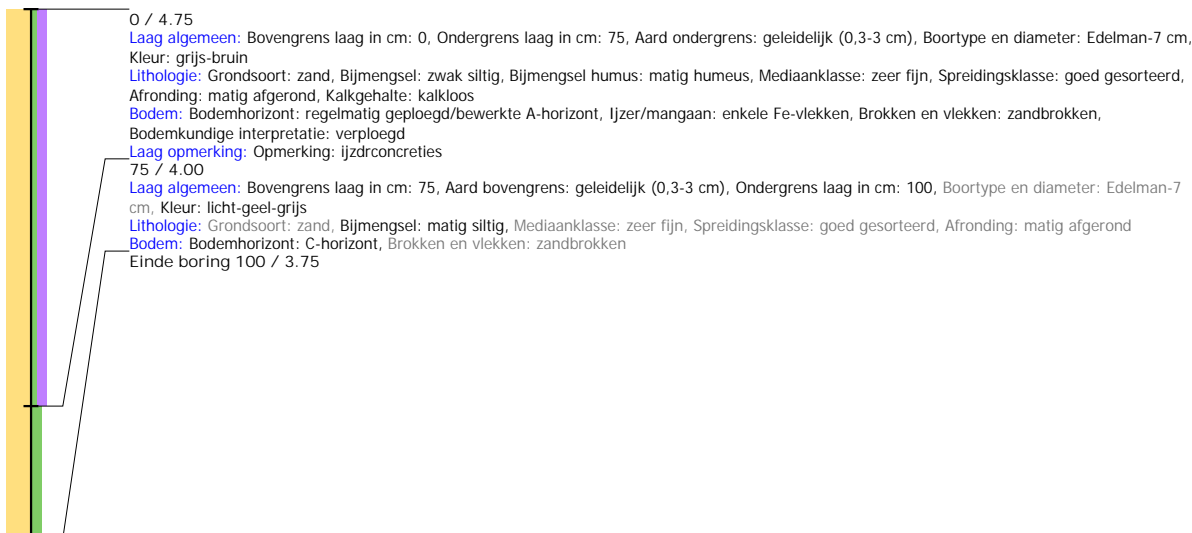 0 / 4.75
Laag algemeen: Bovengrens laag in cm: 0, Ondergrens laag in cm: 75, Aard ondergrens: geleidelijk (0,3-3 cm), Boortype en diameter: Edelman-7 cm,
Kleur: grijs-bruin
Lithologie: Grondsoort: zand, Bijmengsel: zwak siltig, Bijmengsel humus: matig humeus, Mediaanklasse: zeer fijn, Spreidingsklasse: goed gesorteerd,
Afronding: matig afgerond, Kalkgehalte: kalkloos
Bodem: Bodemhorizont: regelmatig geploegd/bewerkte A-horizont, Ijzer/mangaan: enkele Fe-vlekken, Brokken en vlekken: zandbrokken,
Bodemkundige interpretatie: verploegd
Laag opmerking: Opmerking: ijzdrconcreties
75 / 4.00
Laag algemeen: Bovengrens laag in cm: 75, Aard bovengrens: geleidelijk (0,3-3 cm), Ondergrens laag in cm: 100, Boortype en diameter: Edelman-7
cm, Kleur: licht-geel-grijs
Lithologie: Grondsoort: zand, Bijmengsel: matig siltig, Mediaanklasse: zeer fijn, Spreidingsklasse: goed gesorteerd, Afronding: matig afgerond
Bodem: Bodemhorizont: C-horizont, Brokken en vlekken: zandbrokken
Einde boring 100 / 3.75